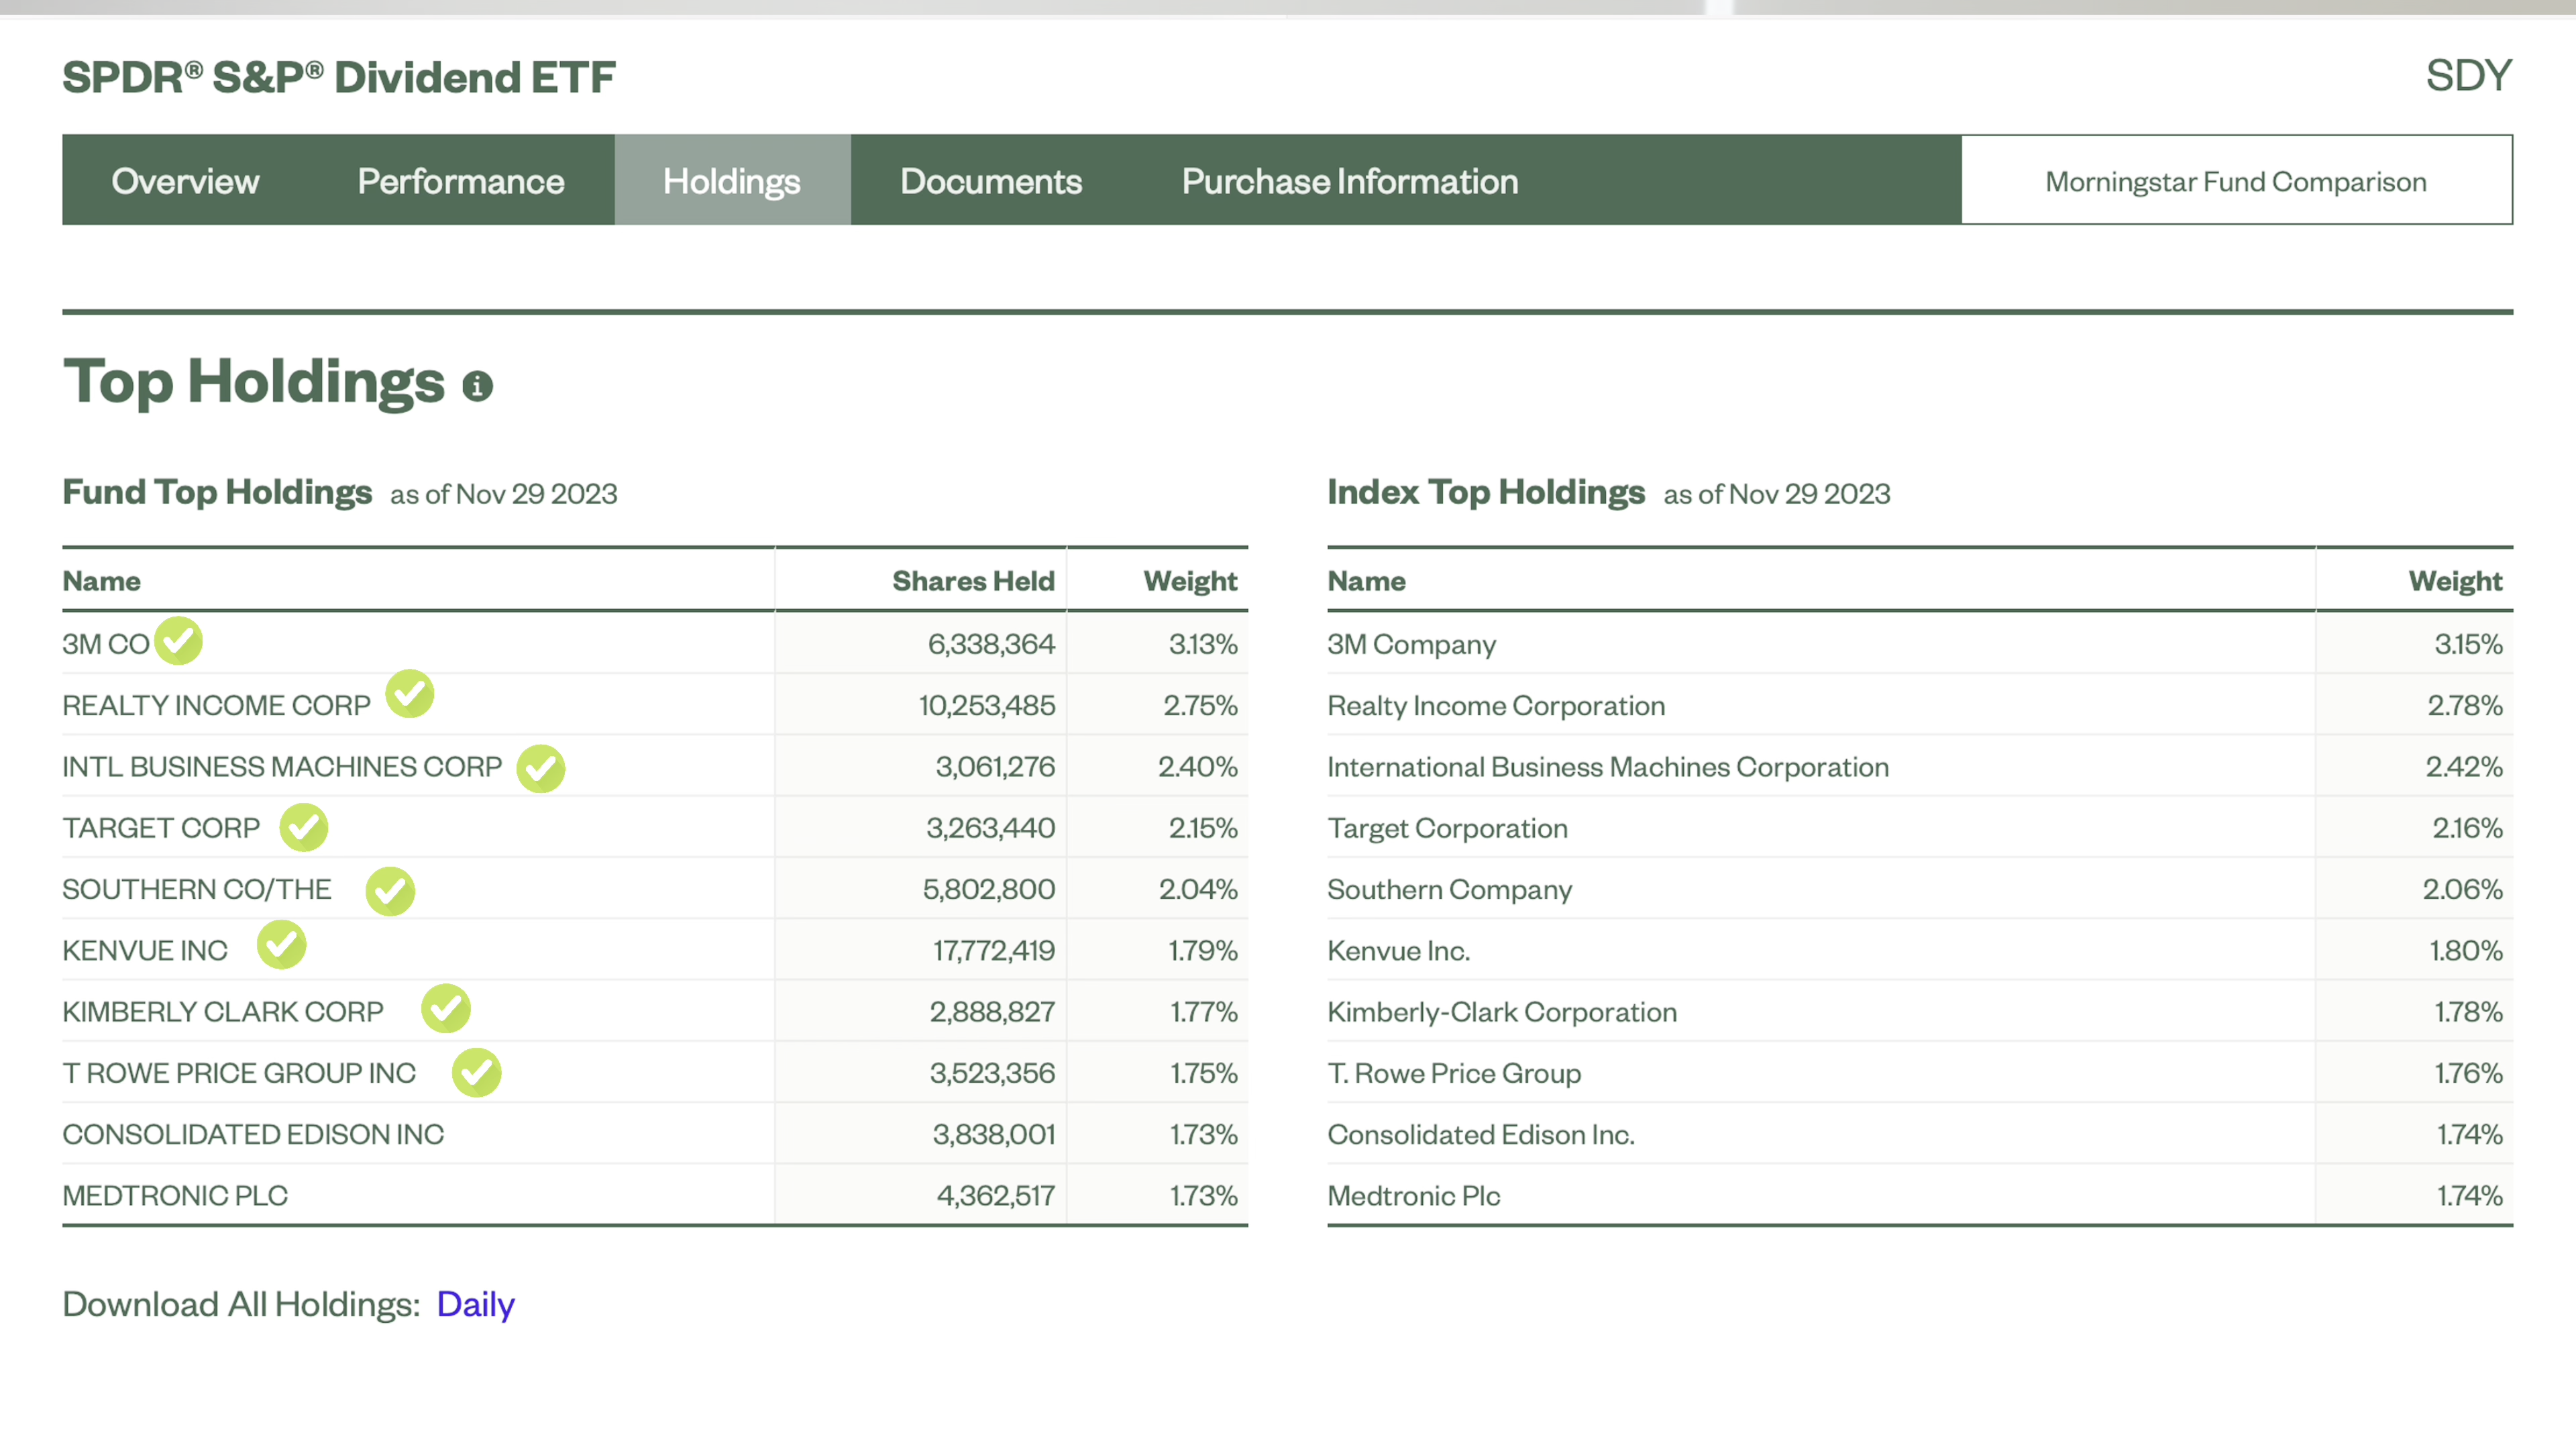 SPDR® S&P® Dividend ETF
SDY
Overview Performance Holdings Documents Purchase Information Morningstar Fund Comparison
Top Holdings i
Fund Top Holdings as of Nov 29 2023
Name Shares Held Weight
3M CO 6,338,364 3.13%
REALTY INCOME CORP 10,253,485 2.75%
INTL BUSINESS MACHINES CORP 3,061,276 2.40%
TARGET CORP 3,263,440 2.15%
SOUTHERN CO/THE 5,802,800 2.04%
KENVUE INC 17,772,419 1.79%
KIMBERLY CLARK CORP 2,888,827 1.77%
T ROWE PRICE GROUP INC 3,523,356 1.75%
CONSOLIDATED EDISON INC 3,838,001 1.73%
MEDTRONIC PLC 4,362,517 1.73%
Index Top Holdings as of Nov 29 2023
Name Weight
3M Company 3.15%
Realty Income Corporation 2.78%
International Business Machines Corporation 2.42%
Target Corporation 2.16%
Southern Company 2.06%
Kenvue Inc. 1.80%
Kimberly-Clark Corporation 1.78%
T. Rowe Price Group 1.76%
Consolidated Edison Inc. 1.74%
Medtronic Plc 1.74%
Download All Holdings: Daily